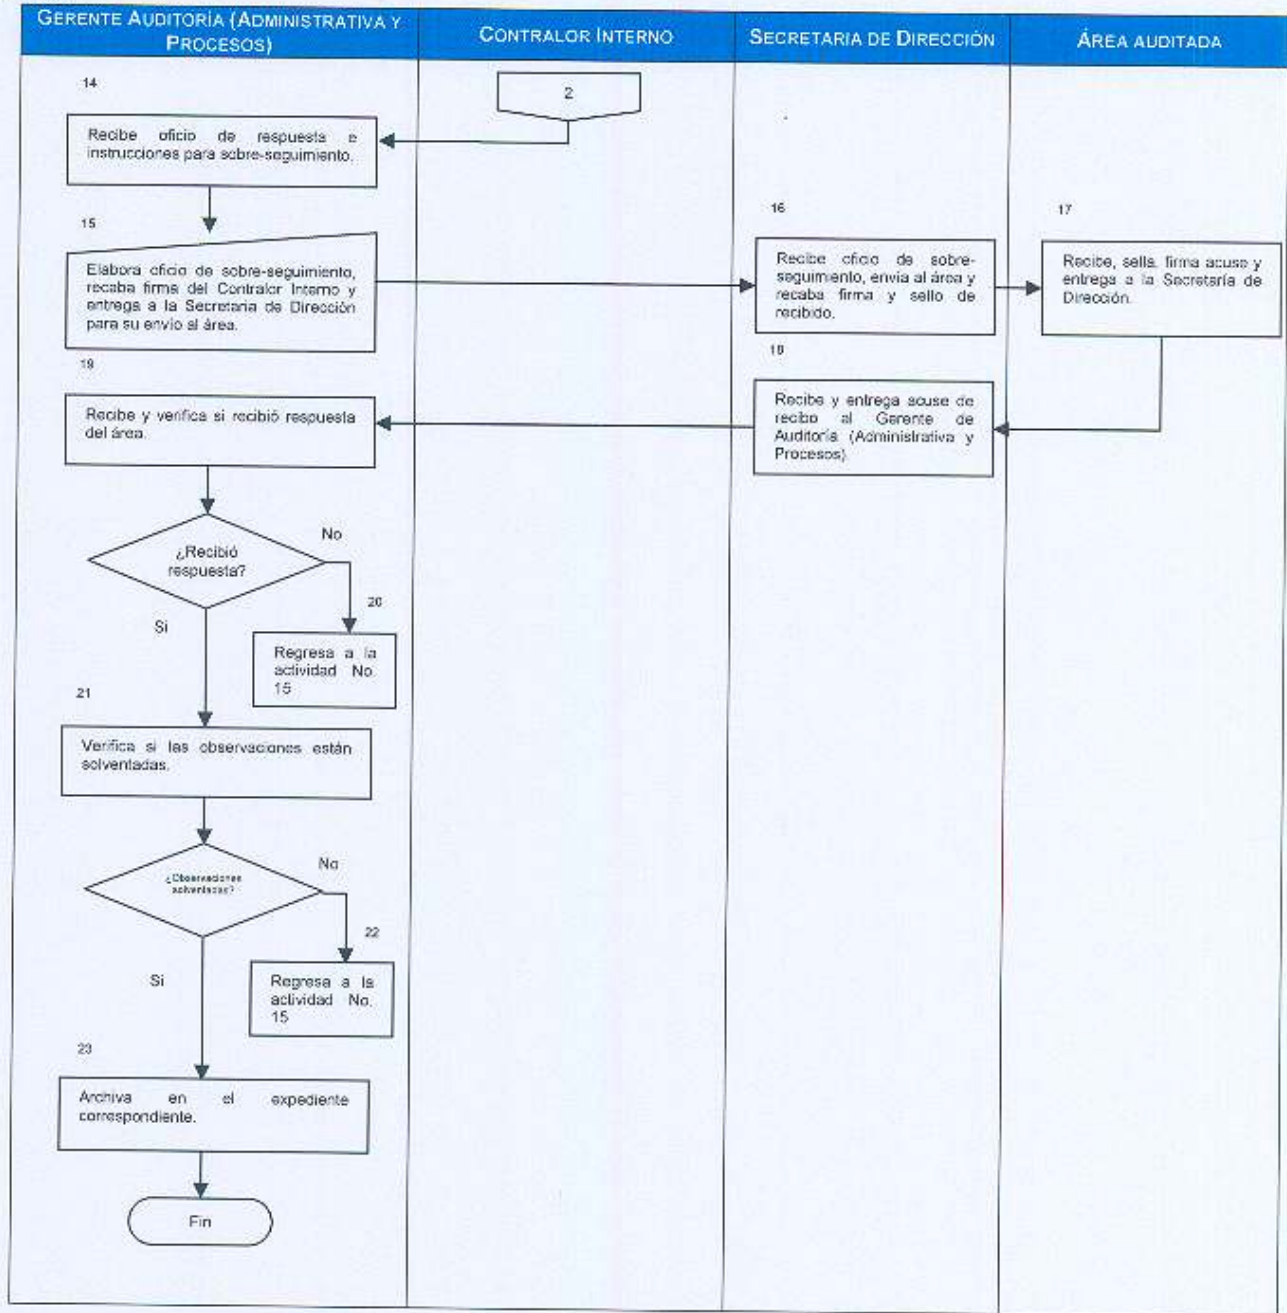 GERENTE AUDITORÍA (ADMINISTRATIVA Y
PROCESOS)
CONTRALOR INTERNO
SECRETARIA DE DIRECCIÓN
ÁREA AUDITADA
14
2
Recibe oficio de respuesta e
instrucciones para sobre-seguimiento.
15
Elabora oficio de sobre-seguimiento,
recaba firma del Contralor Interno y
entrega a la Secretaria de Dirección
para su envío al área.
16
Recibe oficio de sobre-
seguimiento, envía al área y
recaba firma y sello de
recibido.
17
Recibe, sella, firma acuse y
entrega a la Secretaría de
Dirección.
18
Recibe y entrega acuse de
recibo al Gerente de
Auditoría (Administrativa y
Procesos).
19
Recibe y verifica si recibió respuesta
del área.
¿Recibió
respuesta?
No
Si
20
Regresa a la
actividad No.
15
21
Verifica si las observaciones están
solventadas.
¿Observaciones
solventadas?
No
Si
22
Regresa a la
actividad No.
15
23
Archiva en el expediente
correspondiente.
Fin